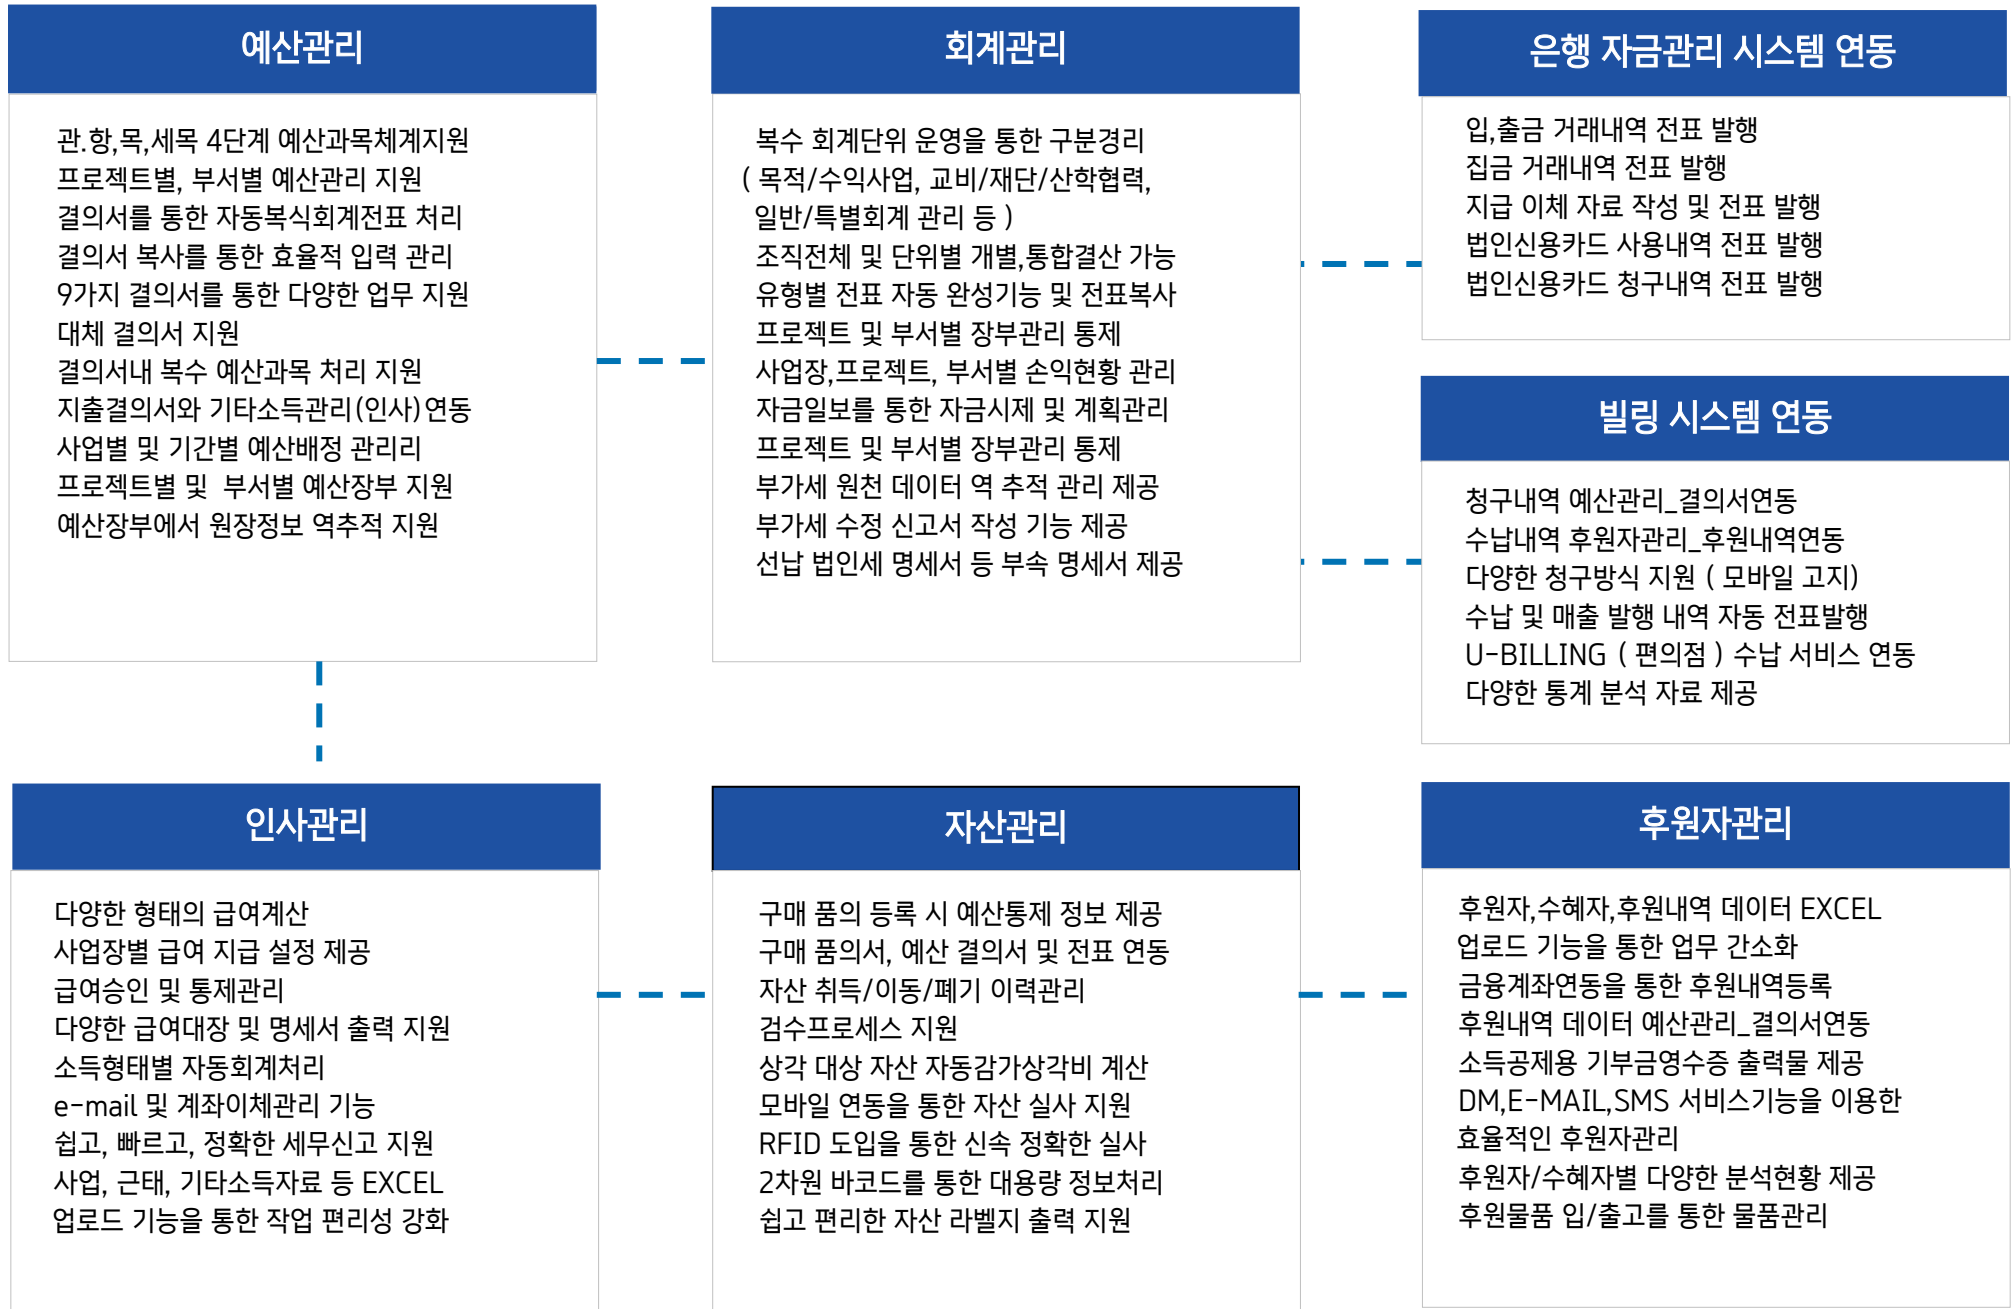 예산관리
관.항,목,세목 4단계 예산과목체계지원
프로젝트별, 부서별 예산관리 지원
결의서를 통한 자동복식회계전표 처리
결의서 복사를 통한 효율적 입력 관리
9가지 결의서를 통한 다양한 업무 지원
대체 결의서 지원
결의서내 복수 예산과목 처리 지원
지출결의서와 기타소득관리(인사)연동
사업별 및 기간별 예산배정 관리리
프로젝트별 및 부서별 예산장부 지원
예산장부에서 원장정보 역추적 지원
회계관리
복수 회계단위 운영을 통한 구분경리
( 목적/수익사업, 교비/재단/산학협력,
일반/특별회계 관리 등 )
조직전체 및 단위별 개별,통합결산 가능
유형별 전표 자동 완성기능 및 전표복사
프로젝트 및 부서별 장부관리 통제
사업장,프로젝트, 부서별 손익현황 관리
자금일보를 통한 자금시제 및 계획관리
프로젝트 및 부서별 장부관리 통제
부가세 원천 데이터 역 추적 관리 제공
부가세 수정 신고서 작성 기능 제공
선납 법인세 명세서 등 부속 명세서 제공
은행 자금관리 시스템 연동
입,출금 거래내역 전표 발행
집금 거래내역 전표 발행
지급 이체 자료 작성 및 전표 발행
법인신용카드 사용내역 전표 발행
법인신용카드 청구내역 전표 발행
빌링 시스템 연동
청구내역 예산관리_결의서연동
수납내역 후원자관리_후원내역연동
다양한 청구방식 지원 ( 모바일 고지)
수납 및 매출 발행 내역 자동 전표발행
U-BILLING ( 편의점 ) 수납 서비스 연동
다양한 통계 분석 자료 제공
인사관리
다양한 형태의 급여계산
사업장별 급여 지급 설정 제공
급여승인 및 통제관리
다양한 급여대장 및 명세서 출력 지원
소득형태별 자동회계처리
e-mail 및 계좌이체관리 기능
쉽고, 빠르고, 정확한 세무신고 지원
사업, 근태, 기타소득자료 등 EXCEL
업로드 기능을 통한 작업 편리성 강화
자산관리
구매 품의 등록 시 예산통제 정보 제공
구매 품의서, 예산 결의서 및 전표 연동
자산 취득/이동/폐기 이력관리
검수프로세스 지원
상각 대상 자산 자동감가상각비 계산
모바일 연동을 통한 자산 실사 지원
RFID 도입을 통한 신속 정확한 실사
2차원 바코드를 통한 대용량 정보처리
쉽고 편리한 자산 라벨지 출력 지원
후원자관리
후원자,수혜자,후원내역 데이터 EXCEL
업로드 기능을 통한 업무 간소화
금융계좌연동을 통한 후원내역등록
후원내역 데이터 예산관리_결의서연동
소득공제용 기부금영수증 출력물 제공
DM,E-MAIL,SMS 서비스기능을 이용한
효율적인 후원자관리
후원자/수혜자별 다양한 분석현황 제공
후원물품 입/출고를 통한 물품관리